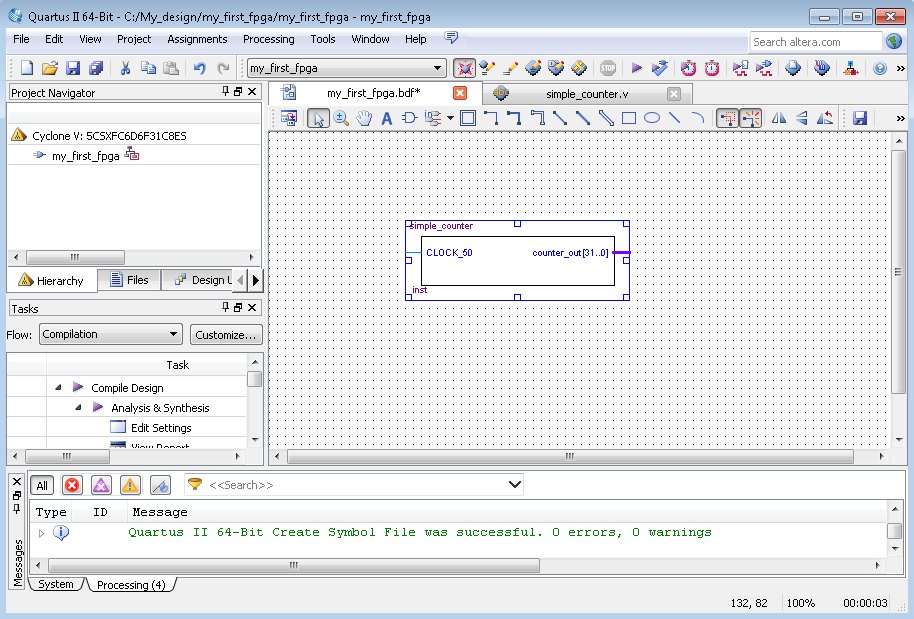 Quartus II 64-Bit - C:/My_design/my_first_fpga/my_first_fpga - my_first_fpga
File Edit View Project Assignments Processing Tools Window Help
Search altera.com
my_first_fpga
STOP
Project Navigator
my_first_fpga.bdf*
simple_counter.v
Cyclone V: 5CSXFC6D6F31C8ES
my_first_fpga
simple_counter
CLOCK_50 counter_out[31..0]
inst
Hierarchy Files Design U
Tasks
Flow: Compilation Customize...
Task
Compile Design
Analysis & Synthesis
Edit Settings
View Report
All <<Search>>
Type ID Message
Quartus II 64-Bit Create Symbol File was successful. 0 errors, 0 warnings
Messages
System Processing (4)
132, 82 100% 00:00:03